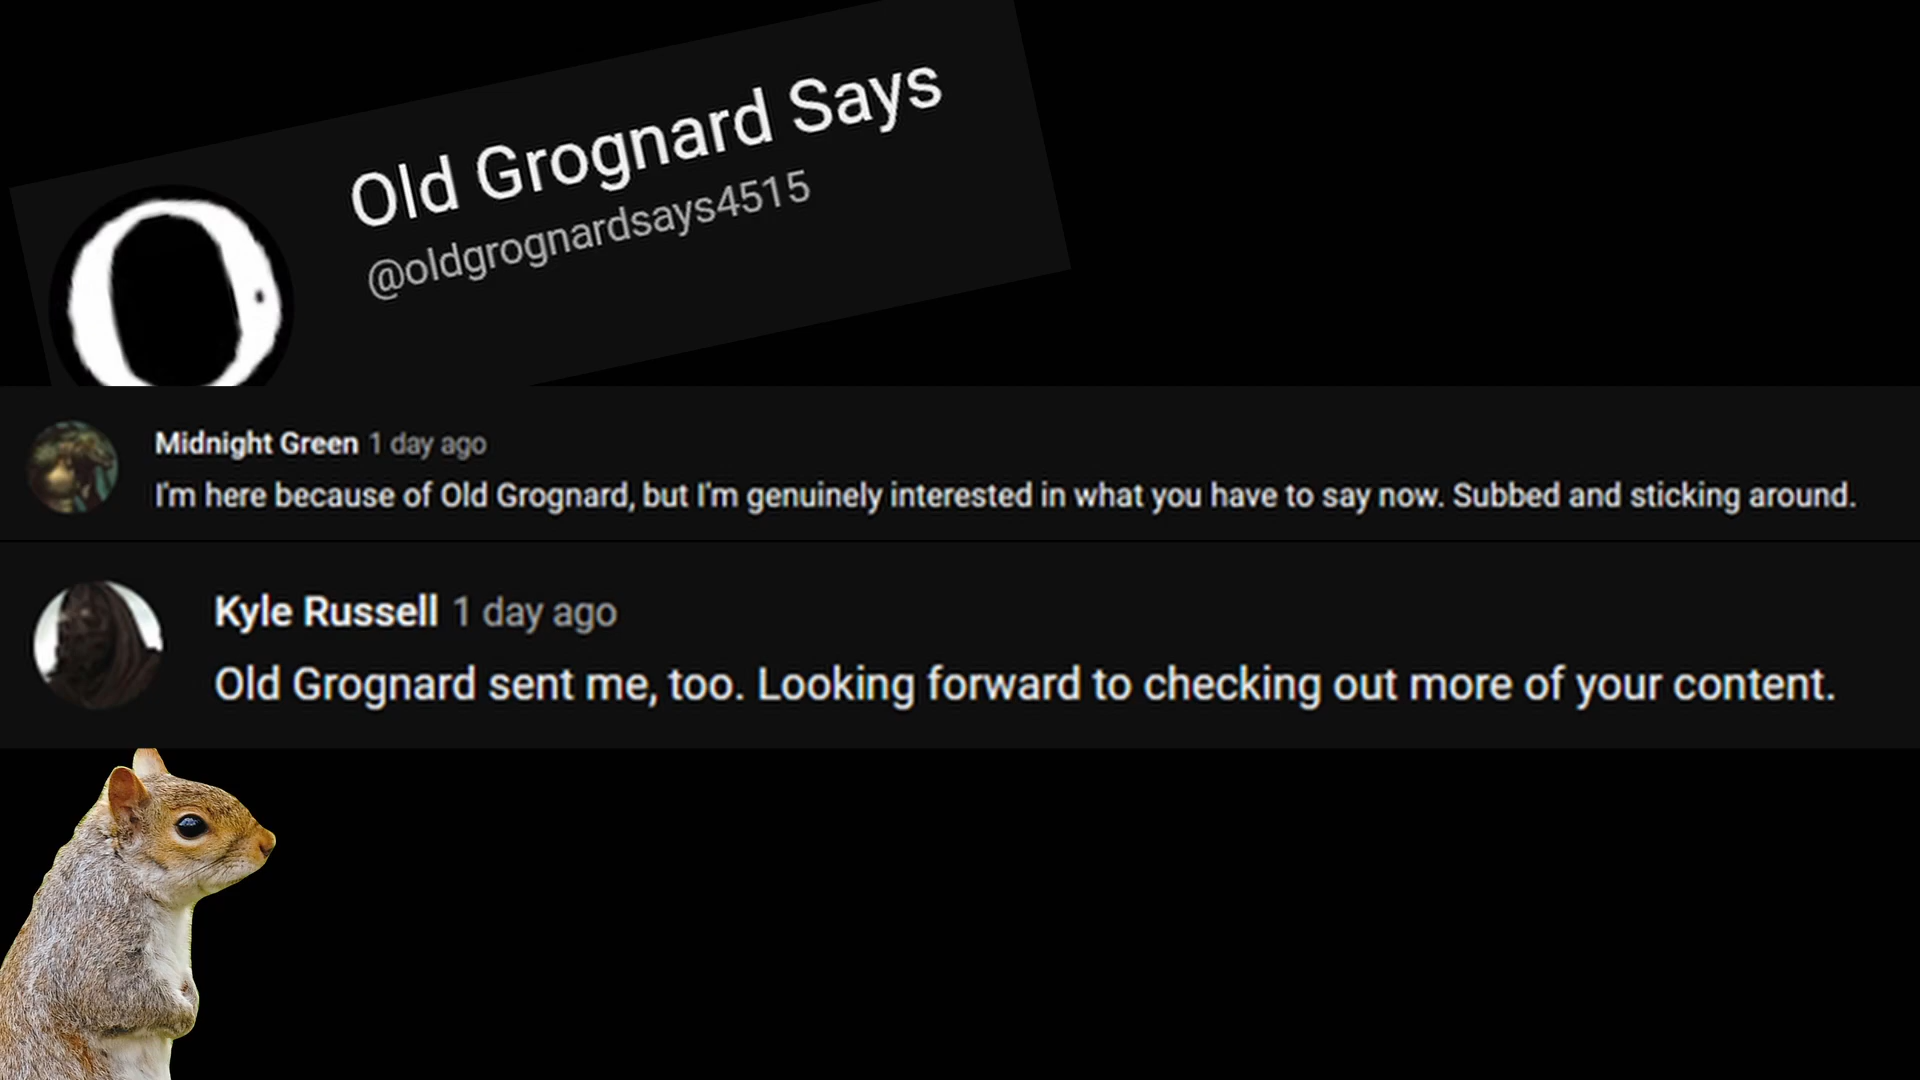 Old Grognard Says
@oldgrognardsays4515
O
Midnight Green 1 day ago
I'm here because of Old Grognard, but I'm genuinely interested in what you have to say now. Subbed and sticking around.
Kyle Russell 1 day ago
Old Grognard sent me, too. Looking forward to checking out more of your content.